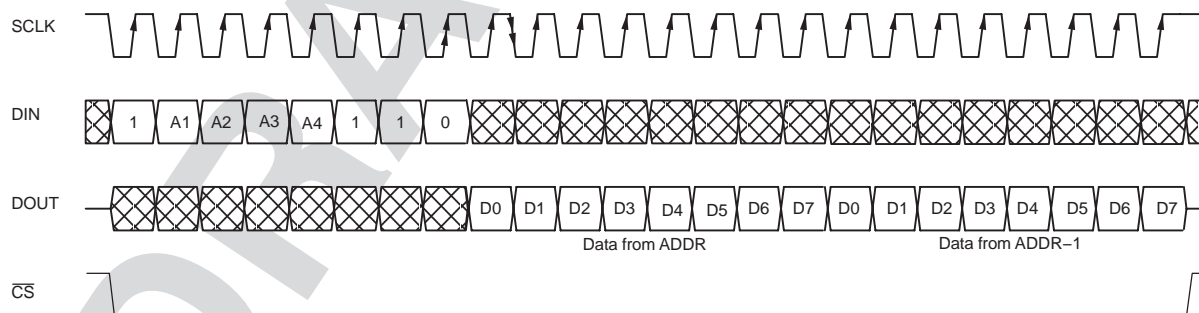 SCLK
DIN 1 A1 A2 A3 A4 1 1 0
DOUT D0 D1 D2 D3 D4 D5 D6 D7 D0 D1 D2 D3 D4 D5 D6 D7
Data from ADDR Data from ADDR−1
CS
DRA